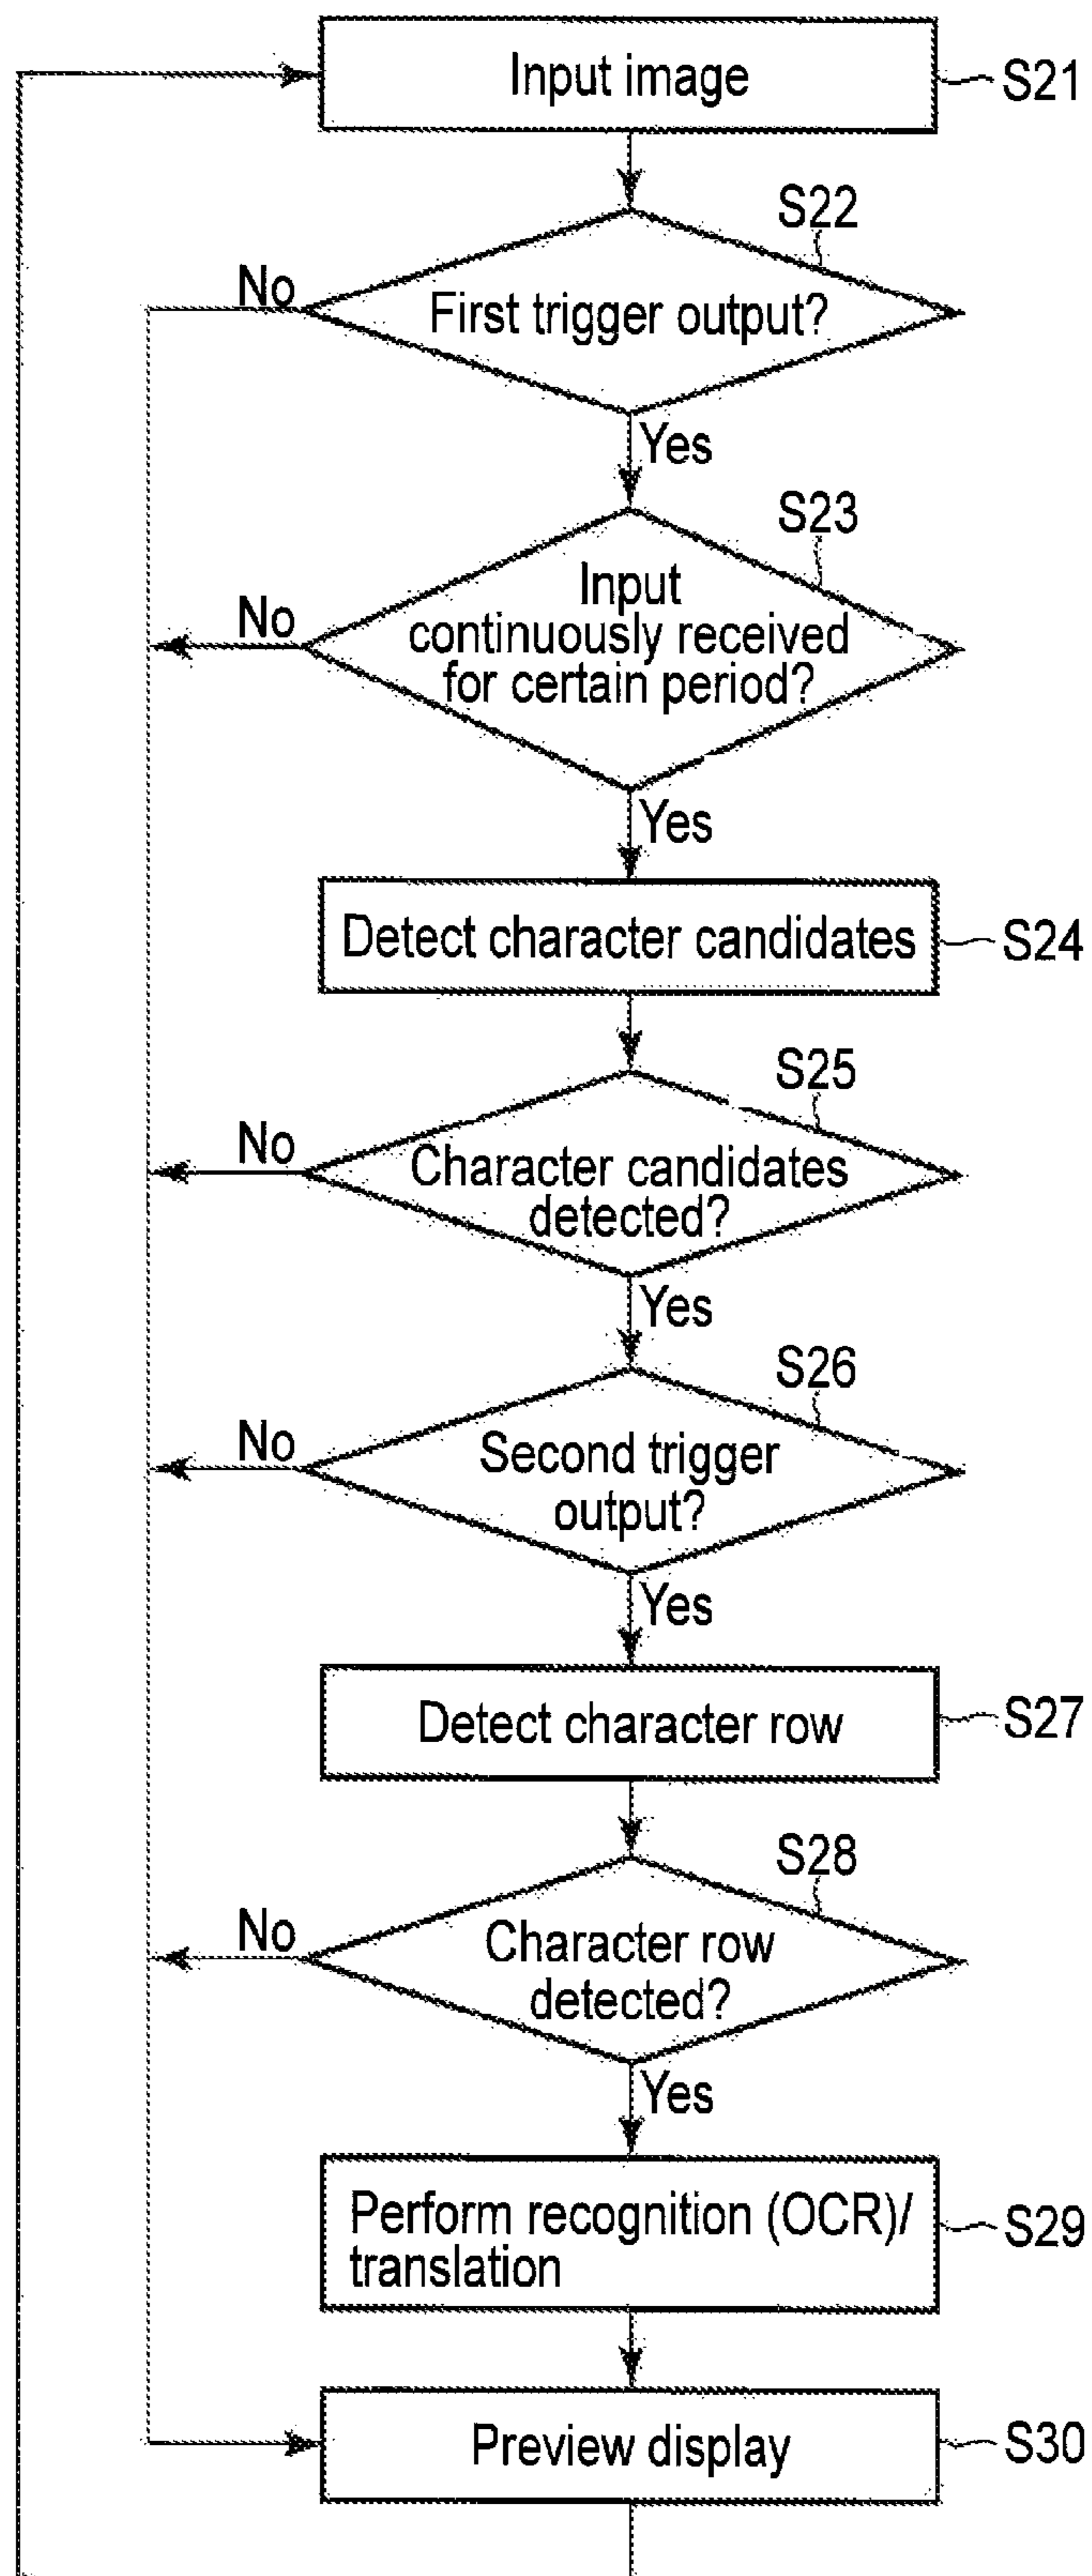 Input image
S21
S22
No
First trigger output?
Yes
S23
No
Input
continuously received
for certain period?
Yes
Detect character candidates
S24
S25
No
Character candidates
detected?
Yes
S26
No
Second trigger
output?
Yes
Detect character row
S27
S28
No
Character row
detected?
Yes
Perform recognition (OCR)/
translation
S29
Preview display
S30